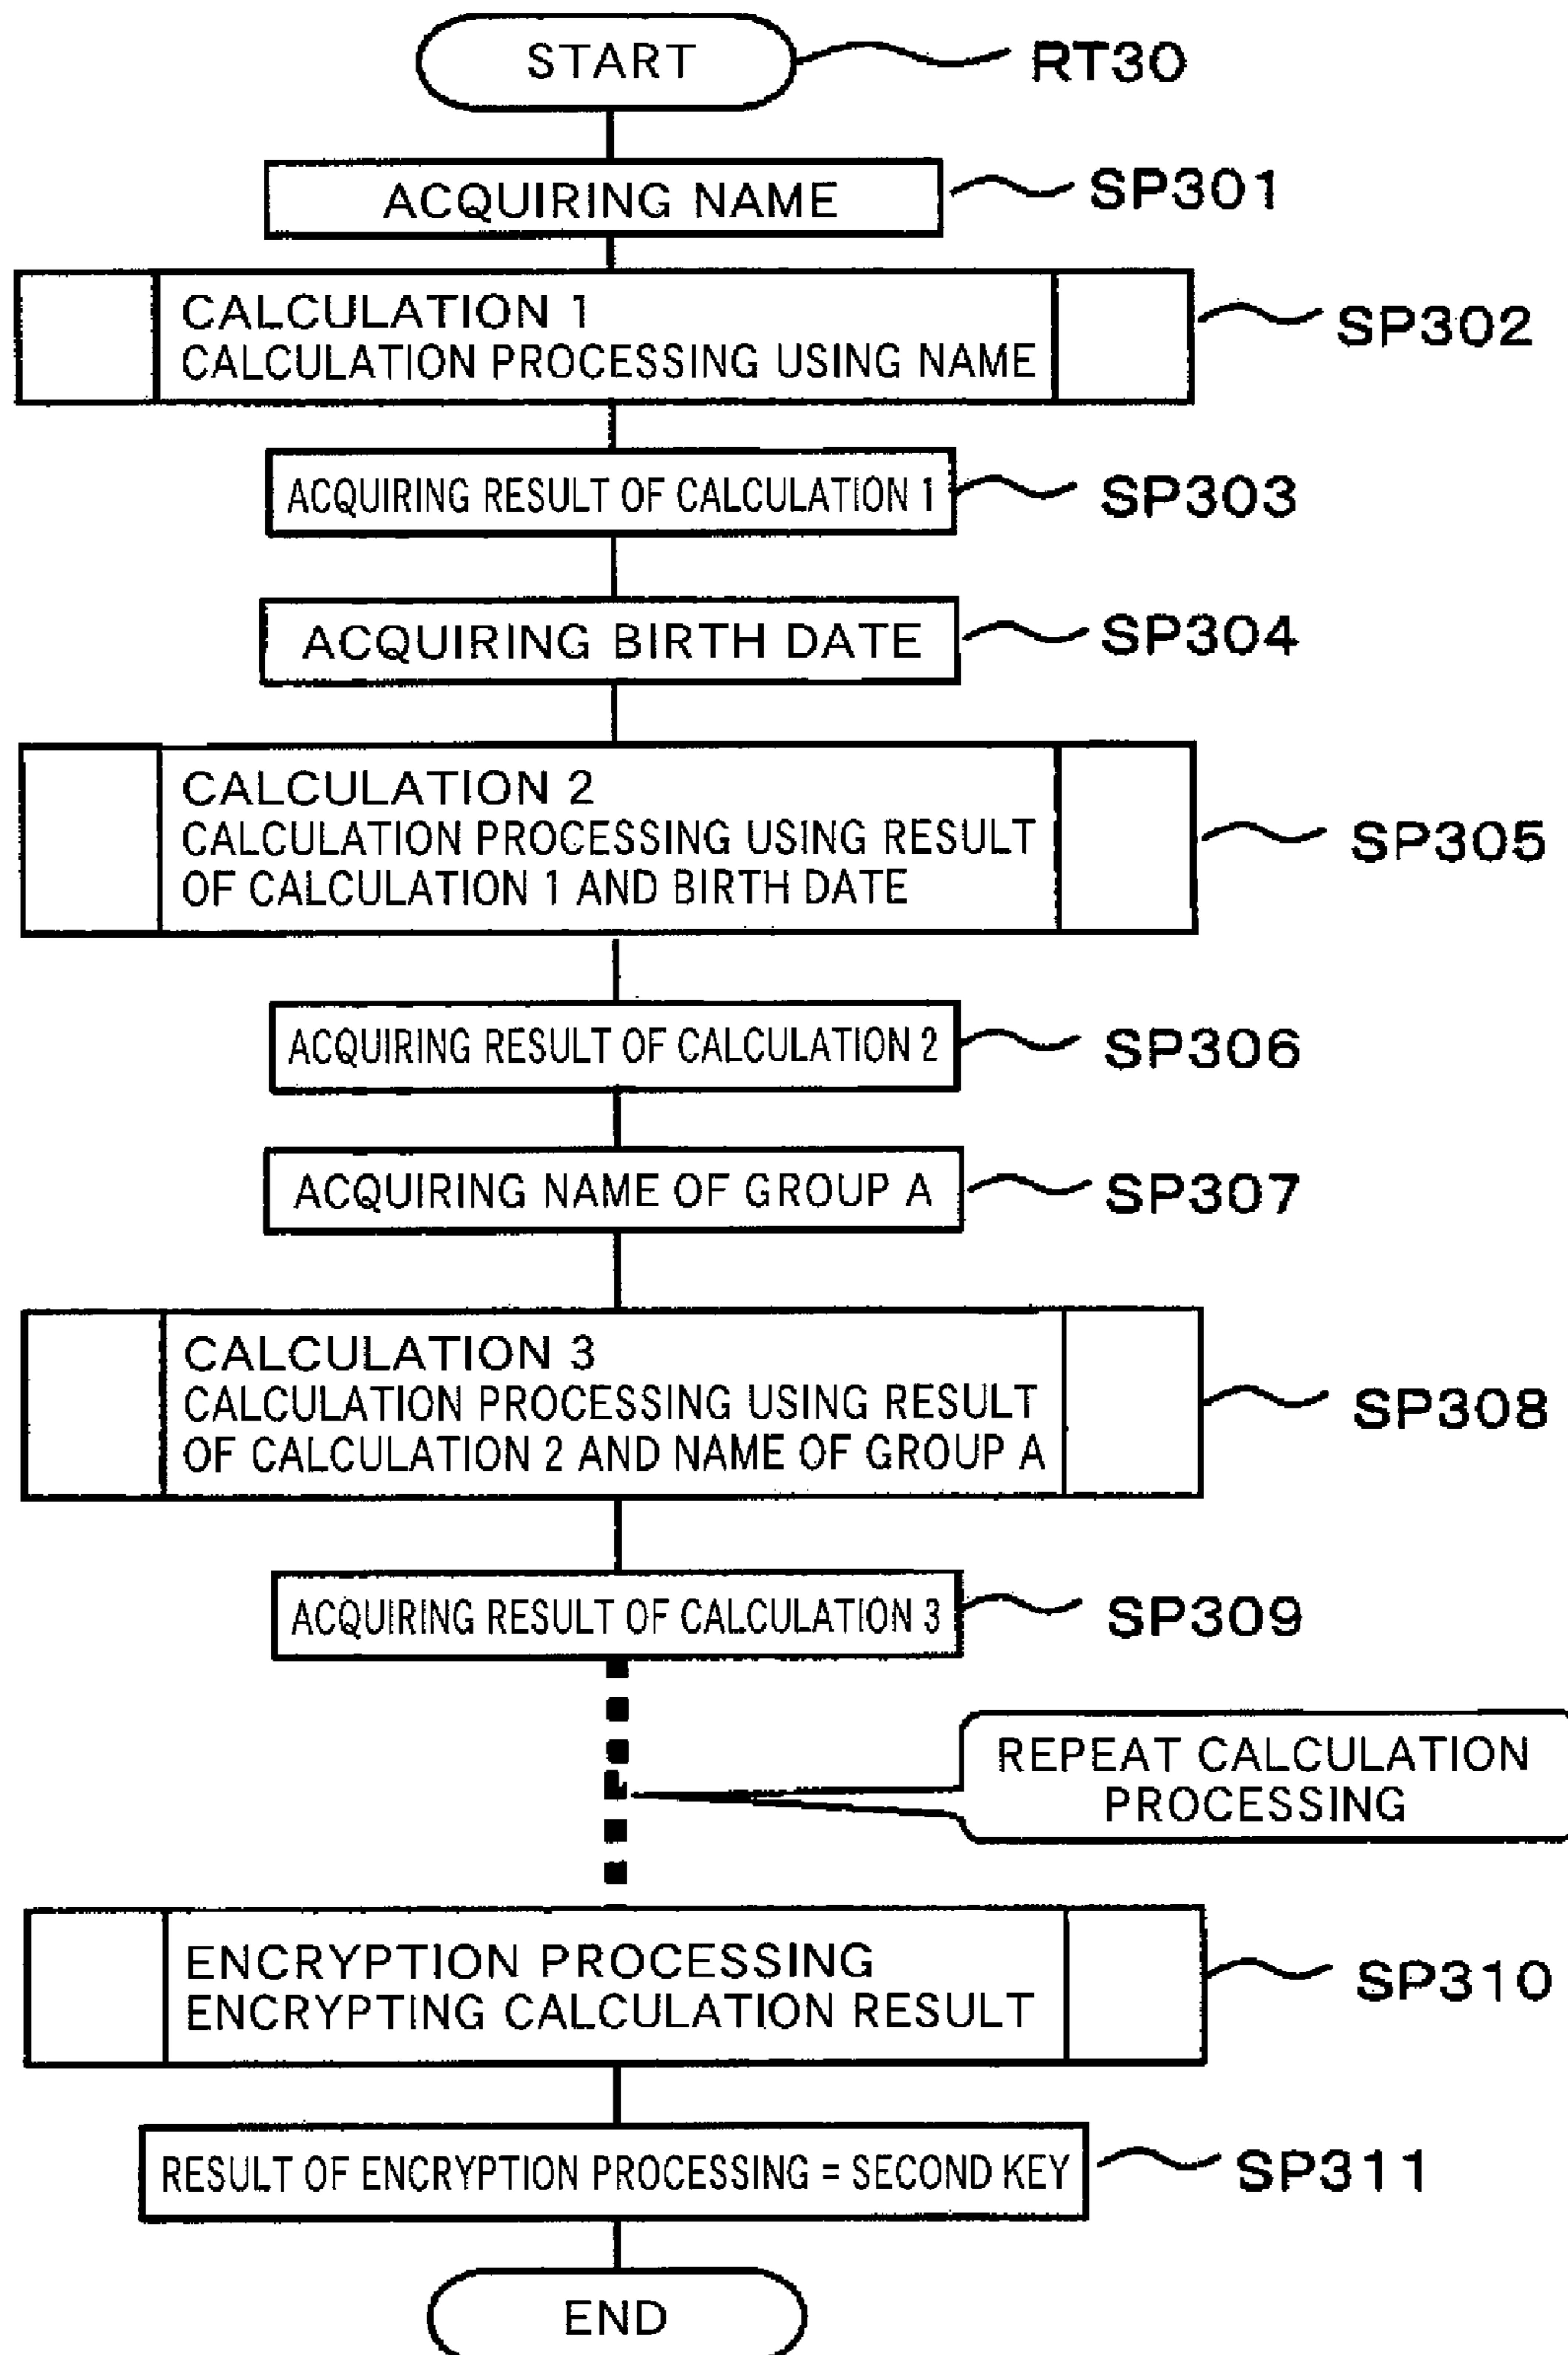 START
RT30
ACQUIRING NAME
SP301
CALCULATION 1
CALCULATION PROCESSING USING NAME
SP302
ACQUIRING RESULT OF CALCULATION 1
SP303
ACQUIRING BIRTH DATE
SP304
CALCULATION 2
CALCULATION PROCESSING USING RESULT
OF CALCULATION 1 AND BIRTH DATE
SP305
ACQUIRING RESULT OF CALCULATION 2
SP306
ACQUIRING NAME OF GROUP A
SP307
CALCULATION 3
CALCULATION PROCESSING USING RESULT
OF CALCULATION 2 AND NAME OF GROUP A
SP308
ACQUIRING RESULT OF CALCULATION 3
SP309
REPEAT CALCULATION
PROCESSING
ENCRYPTION PROCESSING
ENCRYPTING CALCULATION RESULT
SP310
RESULT OF ENCRYPTION PROCESSING = SECOND KEY
SP311
END